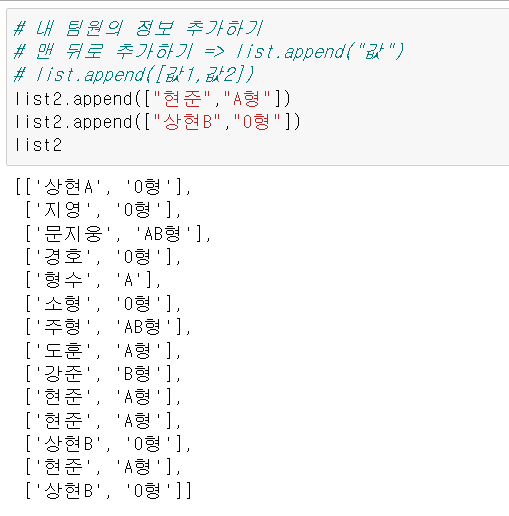 # 내 팀원의 정보 추가하기
# 맨 뒤로 추가하기 => list.append("값")
# list.append([값1,값2])
list2.append(["현준","A형"])
list2.append(["상현B","O형"])
list2
[['상현A', 'O형'],
['지영', 'O형'],
['문지웅', 'AB형'],
['경호', 'O형'],
['형수', 'A'],
['소형', 'O형'],
['주형', 'AB형'],
['도훈', 'A형'],
['강준', 'B형'],
['현준', 'A형'],
['현준', 'A형'],
['상현B', 'O형'],
['현준', 'A형'],
['상현B', 'O형']]